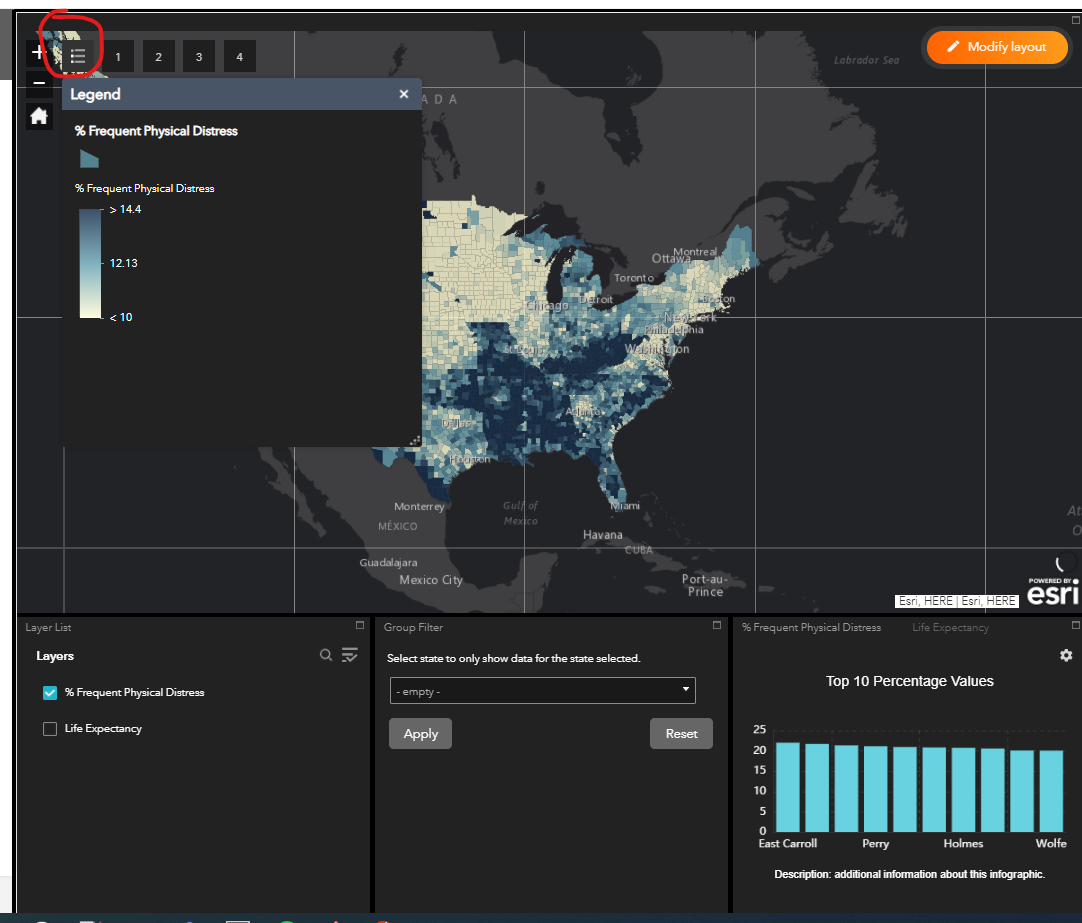 1 2 3 4
Modify layout
Labrador Sea
Legend
A D A
% Frequent Physical Distress
% Frequent Physical Distress
> 14.4
12.13
< 10
Montreal
Ottawa
Toronto
Chicago
Detroit
Boston
New York
Philadelphia
St Louis
Washington
Atlanta
Dallas
Houston
Monterrey
Gulf of
Mexico
Miami
MÉXICO
Havana
CUBA
Guadalajara
Mexico City
Port-au-
Prince
At
O
POWERED BY
esri
Esri, HERE | Esri, HERE
Layer List
Layers
% Frequent Physical Distress
Life Expectancy
Group Filter
Select state to only show data for the state selected.
- empty -
Apply
Reset
% Frequent Physical Distress
Life Expectancy
Top 10 Percentage Values
25
20
15
10
5
0
East Carroll Perry Holmes Wolfe
Description: additional information about this infographic.